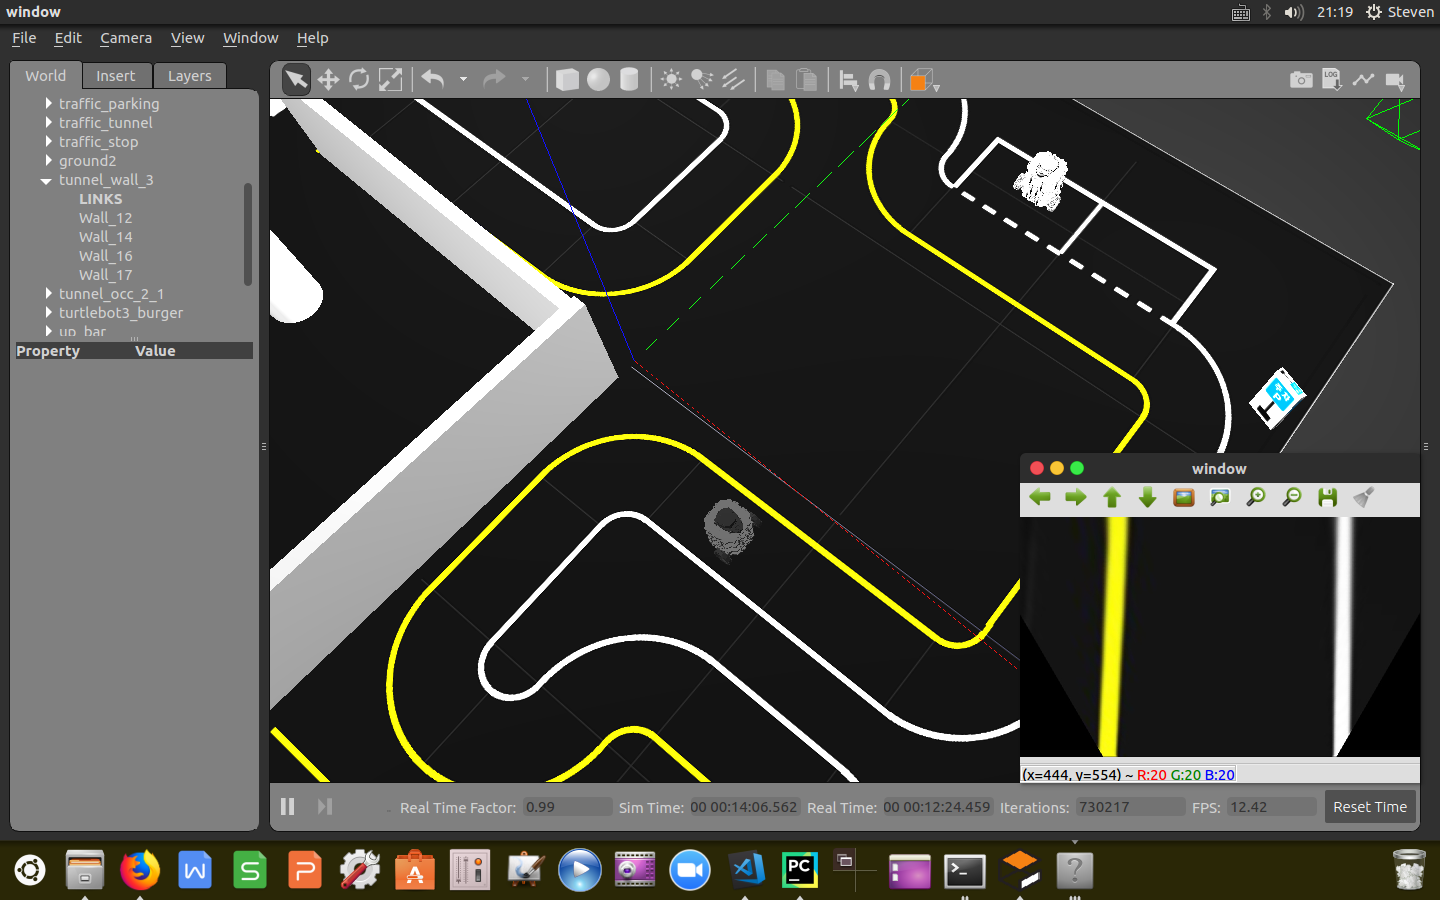 window
21:19 Steven
File Edit Camera View Window Help
World Insert Layers
traffic_parking
traffic_tunnel
traffic_stop
ground2
tunnel_wall_3
LINKS
Wall_12
Wall_14
Wall_16
Wall_17
tunnel_occ_2_1
turtlebot3_burger
up_bar
Property Value
LOG
window
(x=444, y=554) ~ R:20 G:20 B:20
Real Time Factor: 0.99 Sim Time: 00 00:14:06.562 Real Time: 00 00:12:24.459 Iterations: 730217 FPS: 12.42 Reset Time
W S P A PC >_ ?